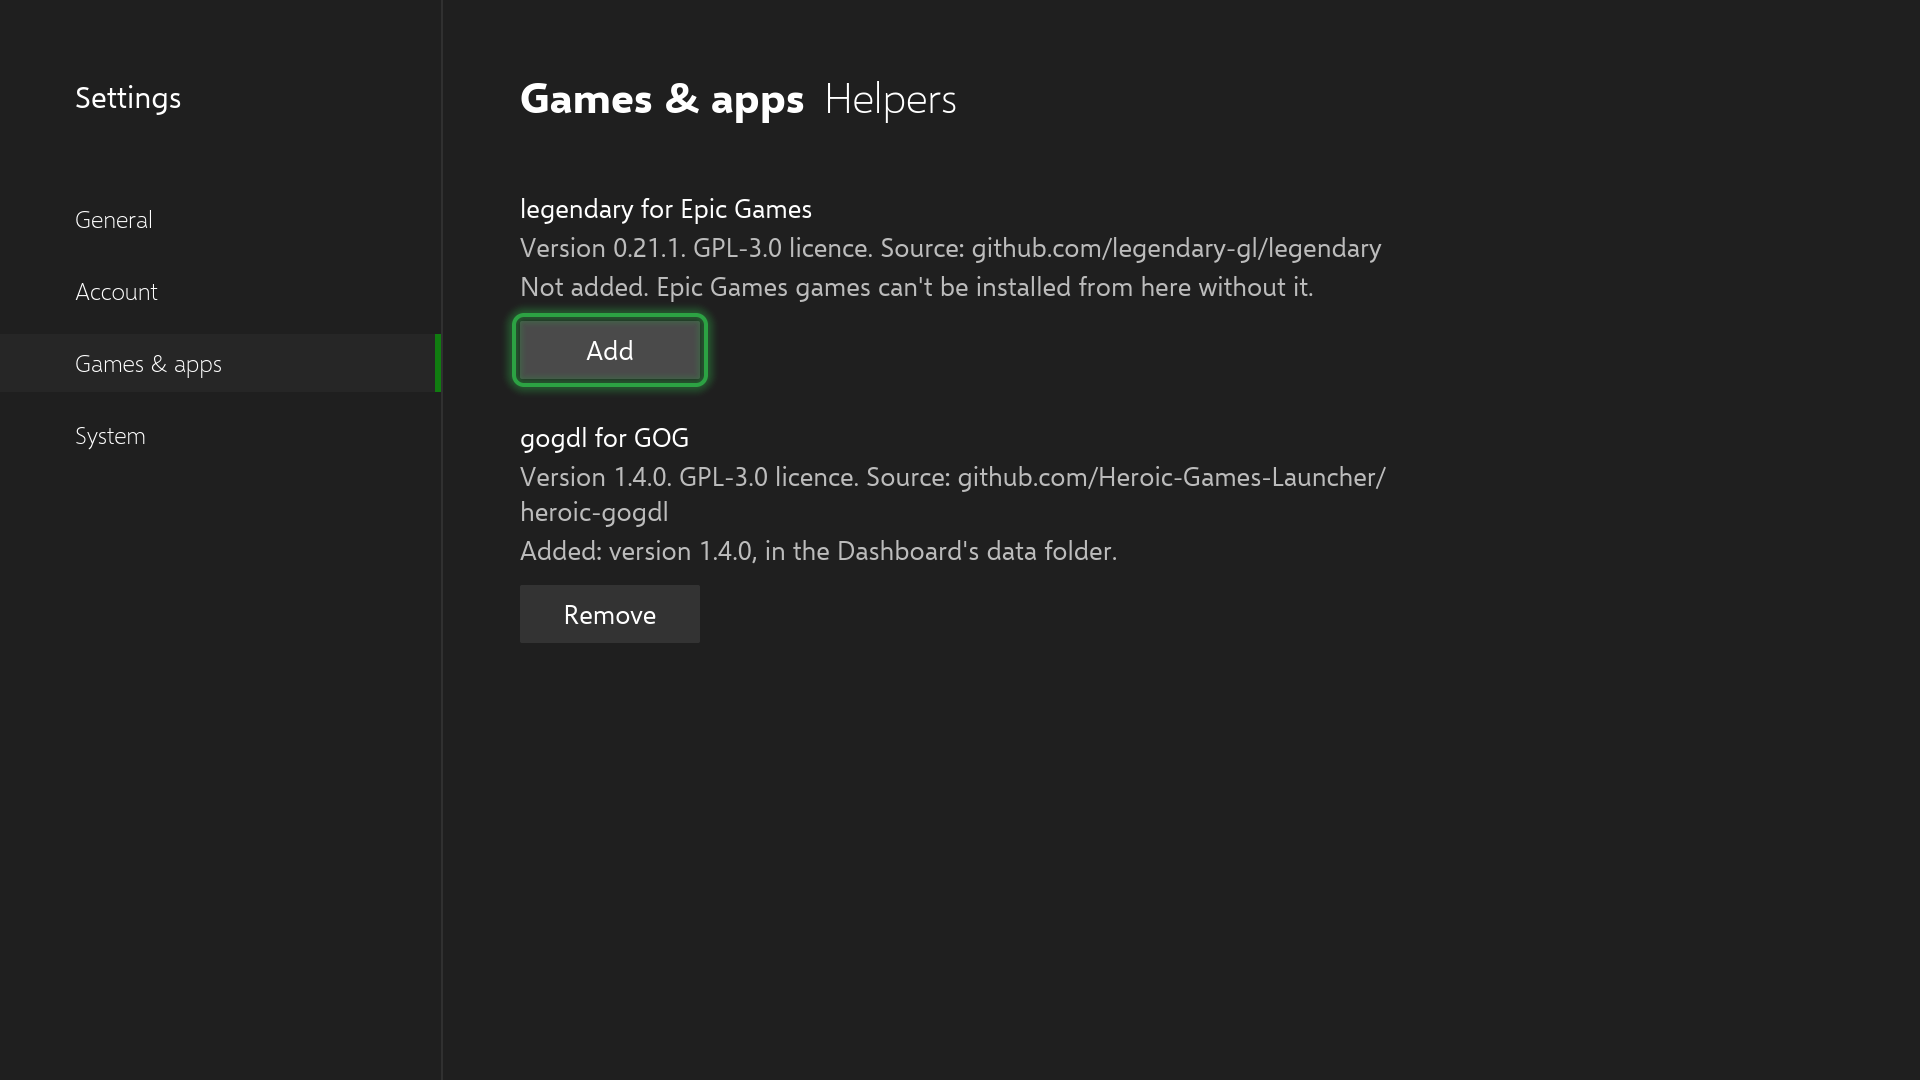 Settings
General
Account
Games & apps
System
Games & apps Helpers
legendary for Epic Games
Version 0.21.1. GPL-3.0 licence. Source: github.com/legendary-gl/legendary
Not added. Epic Games games can't be installed from here without it.
Add
gogdl for GOG
Version 1.4.0. GPL-3.0 licence. Source: github.com/Heroic-Games-Launcher/
heroic-gogdl
Added: version 1.4.0, in the Dashboard's data folder.
Remove